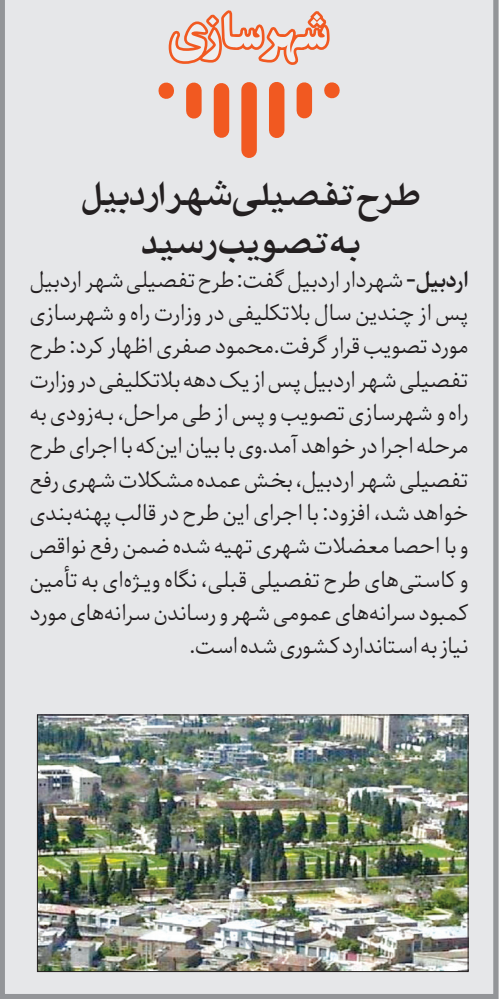 شهرسازی
طرح تفصیلی شهر اردبیل
به تصویب رسید
اردبیل- شهردار اردبیل گفت: طرح تفصیلی شهر اردبیل
پس از چندین سال بلاتکلیفی در وزارت راه و شهرسازی
مورد تصویب قرار گرفت.محمود صفری اظهار کرد: طرح
تفصیلی شهر اردبیل پس از یک دهه بلاتکلیفی در وزارت
راه و شهرسازی تصویب و پس از طی مراحل، به‌زودی به
مرحله اجرا در خواهد آمد.وی با بیان این‌که با اجرای طرح
تفصیلی شهر اردبیل، بخش عمده مشکلات شهری رفع
خواهد شد، افزود: با اجرای این طرح در قالب پهنه‌بندی
و با احصا معضلات شهری تهیه شده ضمن رفع نواقص
و کاستی‌های طرح تفصیلی قبلی، نگاه ویژه‌ای به تأمین
کمبود سرانه‌های عمومی شهر و رساندن سرانه‌های مورد
نیاز به استاندارد کشوری شده است.